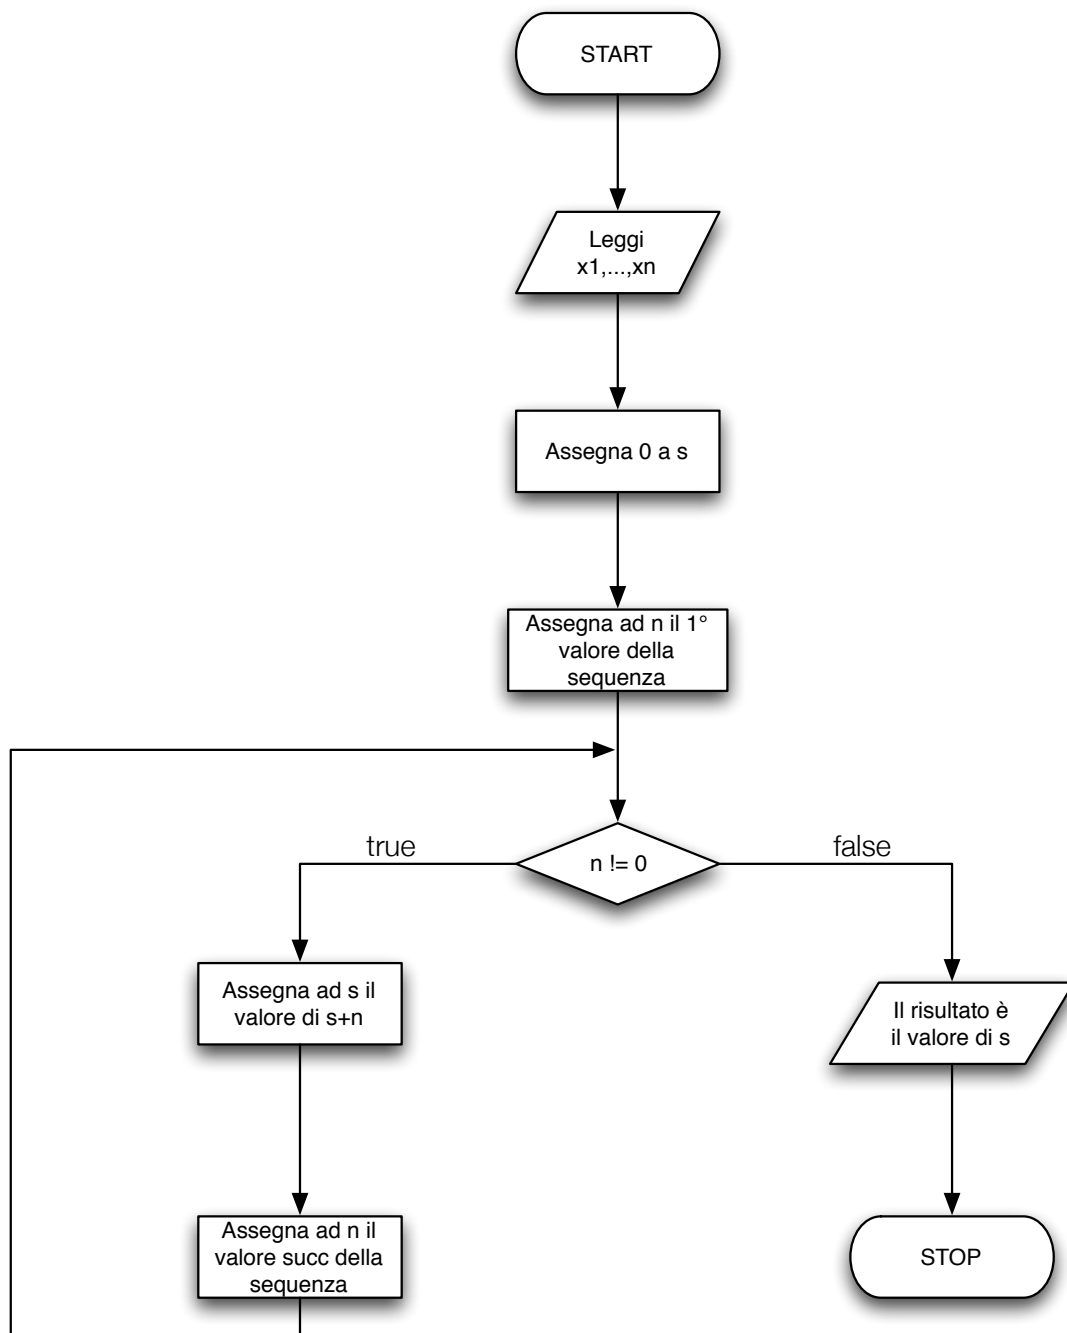 START
Leggi
x1,...,xn
Assegna 0 a s
Assegna ad n il 1°
valore della
sequenza
true
n != 0
false
Assegna ad s il
valore di s+n
Il risultato è
il valore di s
Assegna ad n il
valore succ della
sequenza
STOP